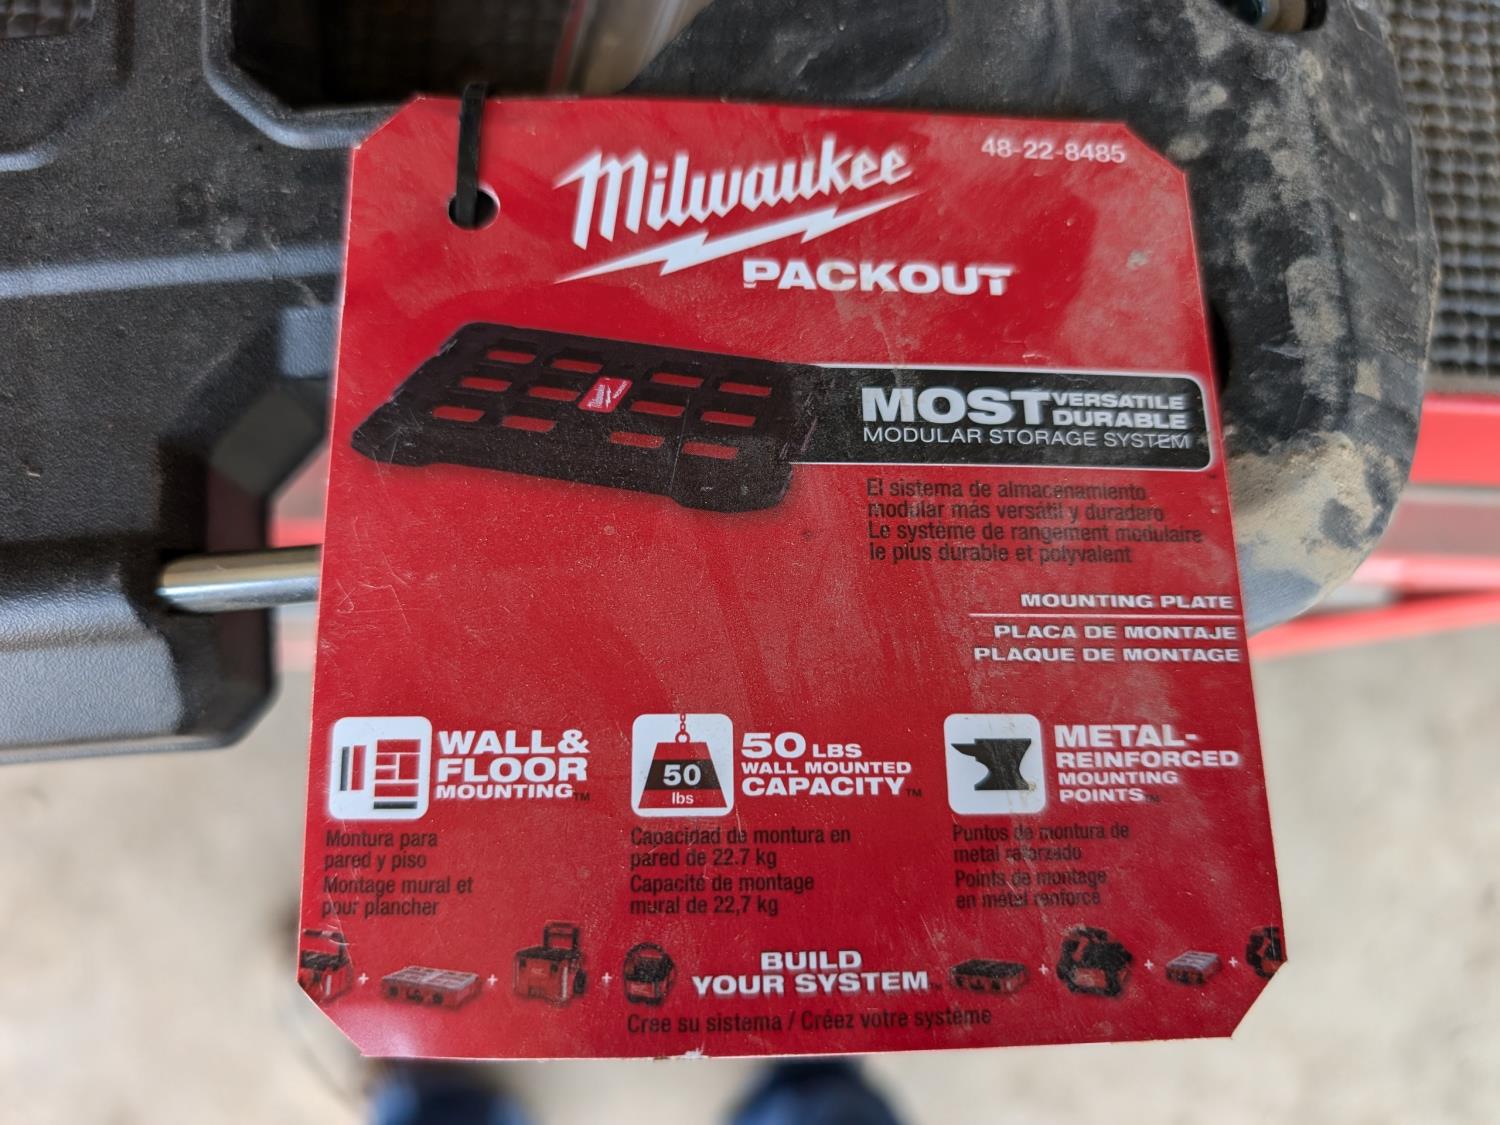 Milwaukee
48-22-8485
PACKOUT
MOST VERSATILE
DURABLE
MODULAR STORAGE SYSTEM
El sistema de almacenamiento
modular más versátil y duradero
Le système de rangement modulaire
le plus durable et polyvalent
MOUNTING PLATE
PLACA DE MONTAJE
PLAQUE DE MONTAGE
WALL &
FLOOR
MOUNTING™
Montura para
pared y piso
Montage mural et
pour plancher
50
lbs
50 LBS
WALL MOUNTED
CAPACITY™
Capacidad de montura en
pared de 22.7 kg
Capacité de montage
mural de 22,7 kg
METAL-
REINFORCED
MOUNTING
POINTS™
Puntos de montura de
metal reforzado
Points de montage
en métal renforcé
+ + +
BUILD
YOUR SYSTEM™
+ + +
Cree su sistema / Créez votre système